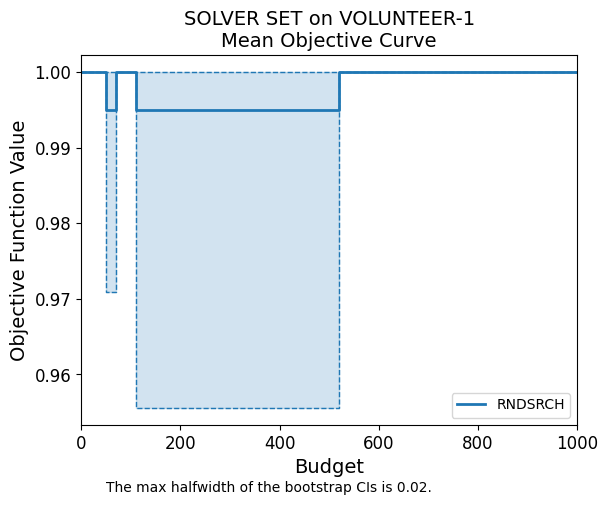 SOLVER SET on VOLUNTEER-1
Mean Objective Curve
Objective Function Value
1.00
0.99
0.98
0.97
0.96
0 200 400 600 800 1000
RNDSRCH
Budget
The max halfwidth of the bootstrap CIs is 0.02.